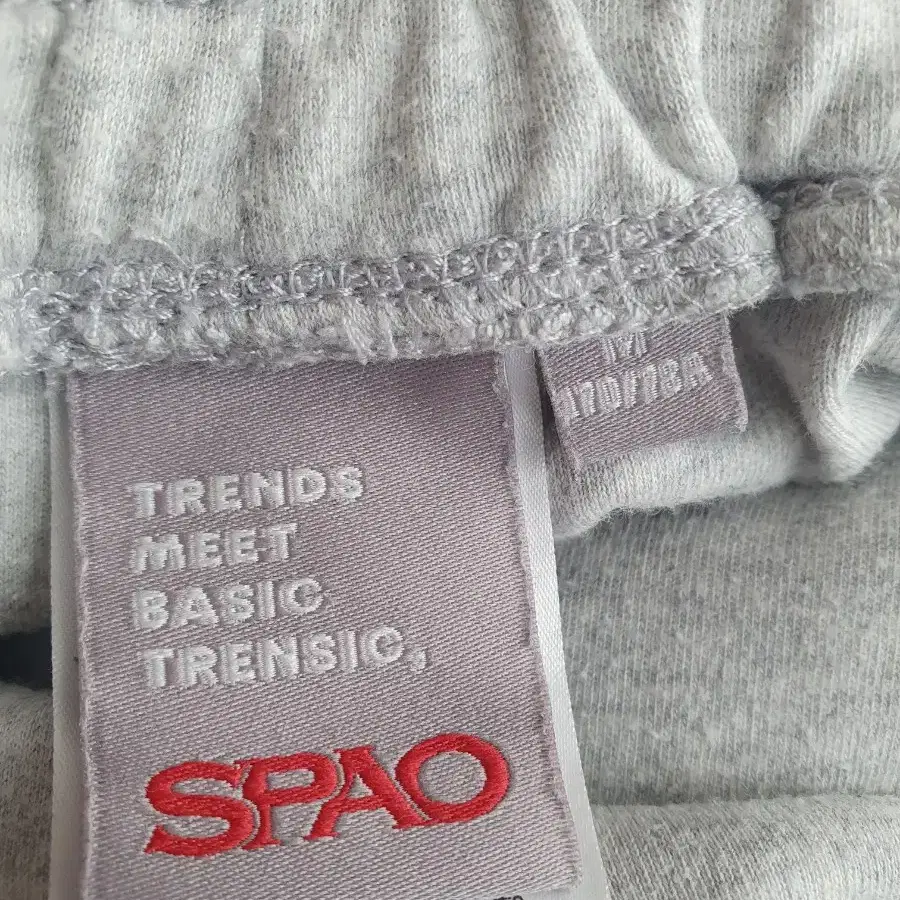 TRENDS
MEET
BASIC
TRENSIC,
SPAO
M
170/78A